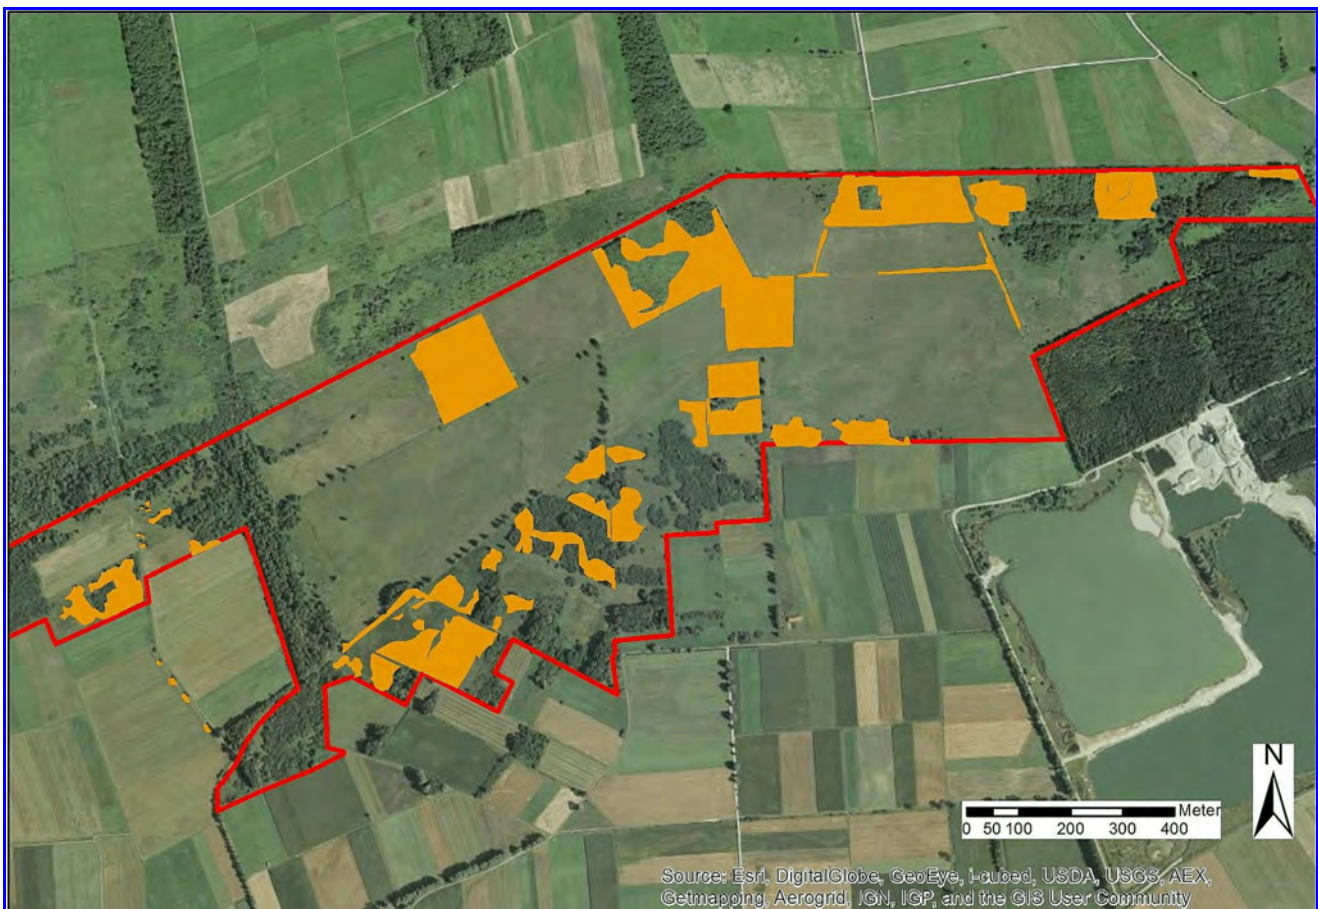 N
Meter
0 50 100 200 300 400
Source: Esri, DigitalGlobe, GeoEye, i-cubed, USDA, USGS, AEX,
Getmapping, Aerogrid, IGN, IGP, and the GIS User Community